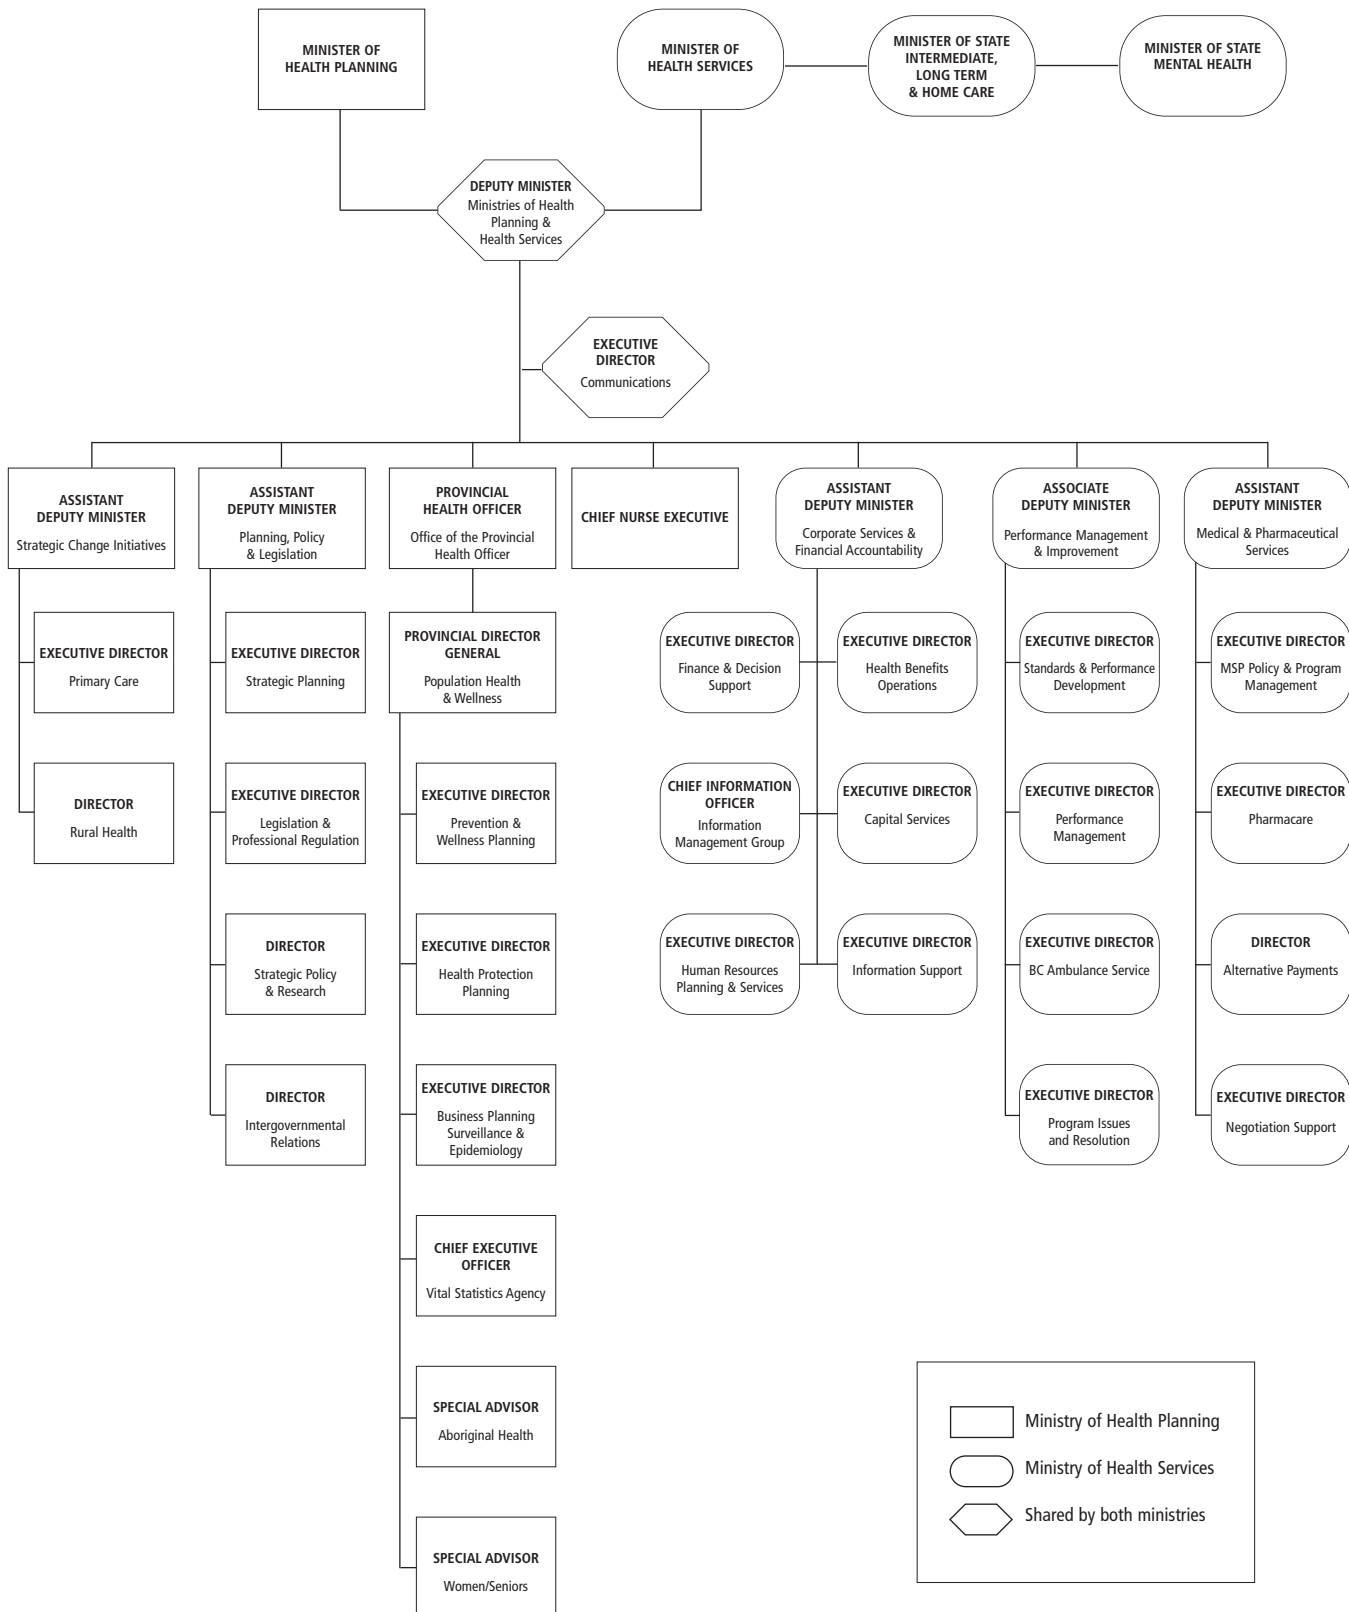 MINISTER OF
HEALTH PLANNING
MINISTER OF
HEALTH SERVICES
MINISTER OF STATE
INTERMEDIATE,
LONG TERM
& HOME CARE
MINISTER OF STATE
MENTAL HEALTH
DEPUTY MINISTER
Ministries of Health
Planning &
Health Services
EXECUTIVE
DIRECTOR
Communications
ASSISTANT
DEPUTY MINISTER
Strategic Change Initiatives
ASSISTANT
DEPUTY MINISTER
Planning, Policy
& Legislation
PROVINCIAL
HEALTH OFFICER
Office of the Provincial
Health Officer
CHIEF NURSE EXECUTIVE
ASSISTANT
DEPUTY MINISTER
Corporate Services &
Financial Accountability
ASSOCIATE
DEPUTY MINISTER
Performance Management
& Improvement
ASSISTANT
DEPUTY MINISTER
Medical & Pharmaceutical
Services
EXECUTIVE DIRECTOR
Primary Care
EXECUTIVE DIRECTOR
Strategic Planning
PROVINCIAL DIRECTOR
GENERAL
Population Health
& Wellness
EXECUTIVE DIRECTOR
Finance & Decision
Support
EXECUTIVE DIRECTOR
Health Benefits
Operations
EXECUTIVE DIRECTOR
Standards & Performance
Development
EXECUTIVE DIRECTOR
MSP Policy & Program
Management
DIRECTOR
Rural Health
EXECUTIVE DIRECTOR
Legislation &
Professional Regulation
EXECUTIVE DIRECTOR
Prevention &
Wellness Planning
CHIEF INFORMATION
OFFICER
Information
Management Group
EXECUTIVE DIRECTOR
Capital Services
EXECUTIVE DIRECTOR
Performance
Management
EXECUTIVE DIRECTOR
Pharmacare
DIRECTOR
Strategic Policy
& Research
EXECUTIVE DIRECTOR
Health Protection
Planning
EXECUTIVE DIRECTOR
Human Resources
Planning & Services
EXECUTIVE DIRECTOR
Information Support
EXECUTIVE DIRECTOR
BC Ambulance Service
DIRECTOR
Alternative Payments
DIRECTOR
Intergovernmental
Relations
EXECUTIVE DIRECTOR
Business Planning
Surveillance &
Epidemiology
EXECUTIVE DIRECTOR
Program Issues
and Resolution
EXECUTIVE DIRECTOR
Negotiation Support
CHIEF EXECUTIVE
OFFICER
Vital Statistics Agency
SPECIAL ADVISOR
Aboriginal Health
SPECIAL ADVISOR
Women/Seniors
Ministry of Health Planning
Ministry of Health Services
Shared by both ministries